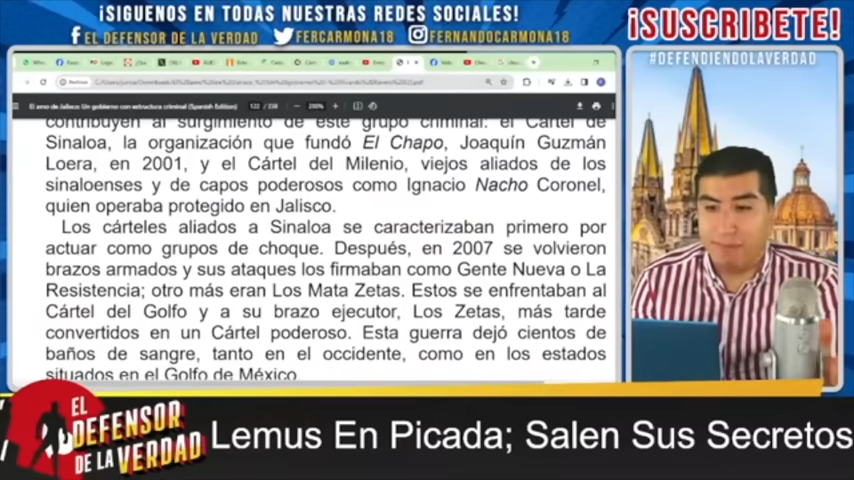 ¡SIGUENOS EN TODAS NUESTRAS REDES SOCIALES!
EL DEFENSOR DE LA VERDAD
FERCARMONA18
FERNANDOCARMONA18
¡SUSCRIBETE!
#DEFENDIENDOLAVERDAD
El amo de Jalisco: Un gobierno con estructura criminal (Spanish Edition)
contribuyen al surgimiento de este grupo criminal: el Cártel de
Sinaloa, la organización que fundó El Chapo, Joaquín Guzmán
Loera, en 2001, y el Cártel del Milenio, viejos aliados de los
sinaloenses y de capos poderosos como Ignacio Nacho Coronel,
quien operaba protegido en Jalisco.
Los cárteles aliados a Sinaloa se caracterizaban primero por
actuar como grupos de choque. Después, en 2007 se volvieron
brazos armados y sus ataques los firmaban como Gente Nueva o La
Resistencia; otro más eran Los Mata Zetas. Estos se enfrentaban al
Cártel del Golfo y a su brazo ejecutor, Los Zetas, más tarde
convertidos en un Cártel poderoso. Esta guerra dejó cientos de
baños de sangre, tanto en el occidente, como en los estados
situados en el Golfo de México
EL
DEFENSOR
DE LA VERDAD
Lemus En Picada; Salen Sus Secretos